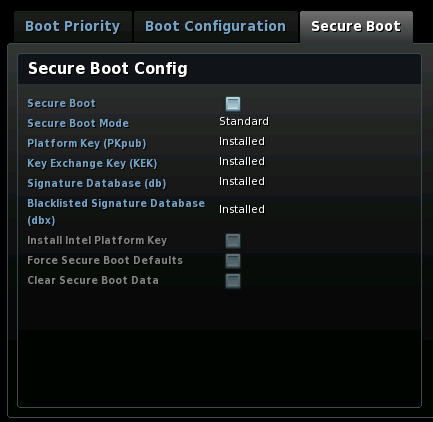 Boot Priority Boot Configuration Secure Boot
Secure Boot Config
Secure Boot
Secure Boot Mode Standard
Platform Key (PKpub) Installed
Key Exchange Key (KEK) Installed
Signature Database (db) Installed
Blacklisted Signature Database
(dbx) Installed
Install Intel Platform Key
Force Secure Boot Defaults
Clear Secure Boot Data